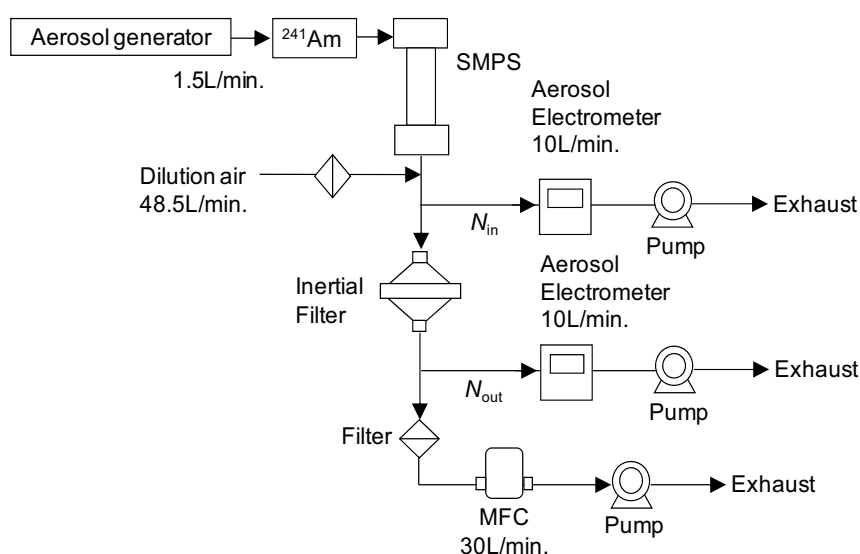 Aerosol generator
²⁴¹Am
1.5L/min.
SMPS
Aerosol
Electrometer
10L/min.
Dilution air
48.5L/min.
N_in
Pump
Exhaust
Inertial
Filter
Aerosol
Electrometer
10L/min.
N_out
Pump
Exhaust
Filter
MFC
30L/min.
Pump
Exhaust